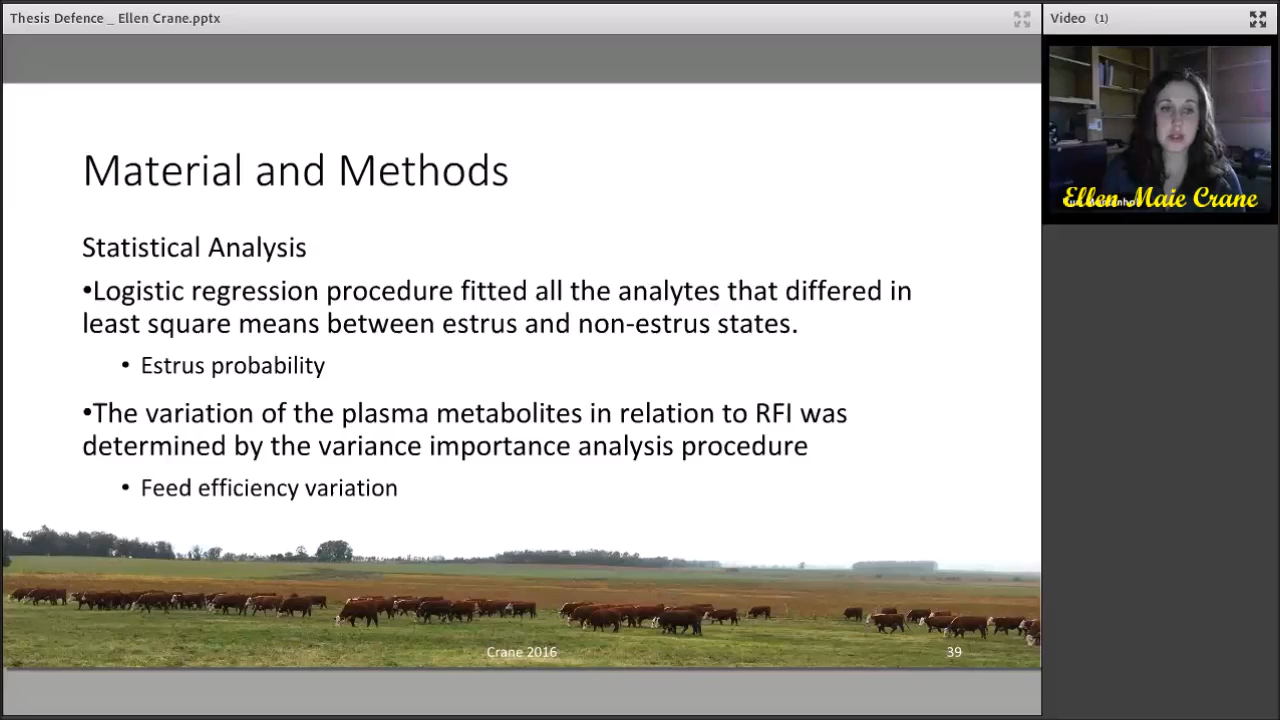 Thesis Defence _ Ellen Crane.pptx
Video (1)
Ellen Maie Crane
Material and Methods
Statistical Analysis
•Logistic regression procedure fitted all the analytes that differed in
least square means between estrus and non-estrus states.
• Estrus probability
•The variation of the plasma metabolites in relation to RFI was
determined by the variance importance analysis procedure
• Feed efficiency variation
Crane 2016
39